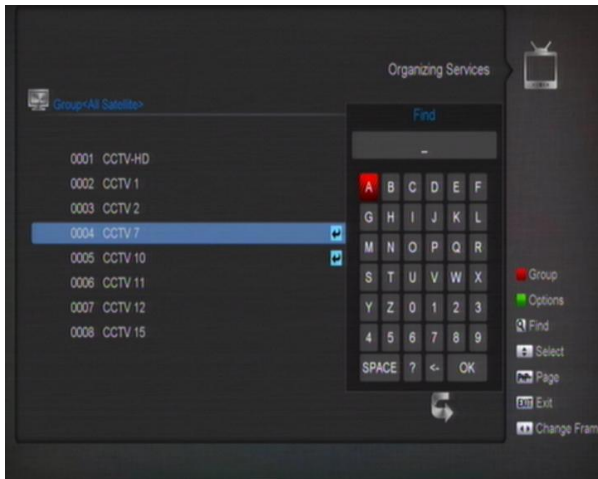 Organizing Services
Group<All Satellite>
Find
_
0001 CCTV-HD
0002 CCTV 1
0003 CCTV 2
0004 CCTV 7
0005 CCTV 10
0006 CCTV 11
0007 CCTV 12
0008 CCTV 15
A B C D E F
G H I J K L
M N O P Q R
S T U V W X
Y Z 0 1 2 3
4 5 6 7 8 9
SPACE ? <- OK
Group
Options
Find
Select
Page
EXIT Exit
Change Fram